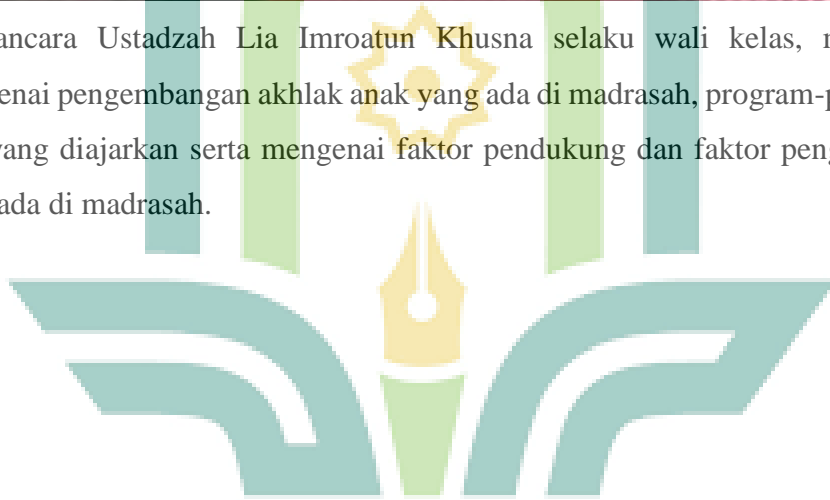 ancara Ustadzah Lia Imroatun Khusna selaku wali kelas,
enai pengembangan akhlak anak yang ada di madrasah, program-p
yang diajarkan serta mengenai faktor pendukung dan faktor peng
ada di madrasah.